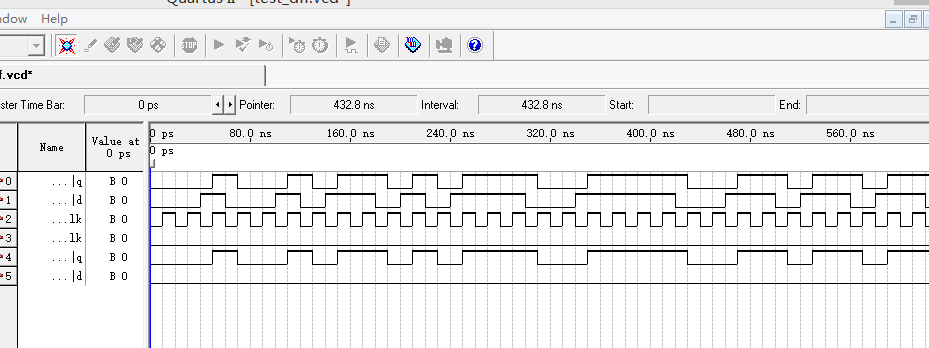 [test_dff.vcd*]
ndow Help
STOP
f.vcd*
ster Time Bar: 0 ps Pointer: 432.8 ns Interval: 432.8 ns Start: End:
Name Value at 0 ps
0 ps 80.0 ns 160.0 ns 240.0 ns 320.0 ns 400.0 ns 480.0 ns 560.0 ns
0 ps
0 ...|q B 0
1 ...|d B 0
2 ...lk B 0
3 ...lk B 0
4 ...|q B 0
5 ...|d B 0